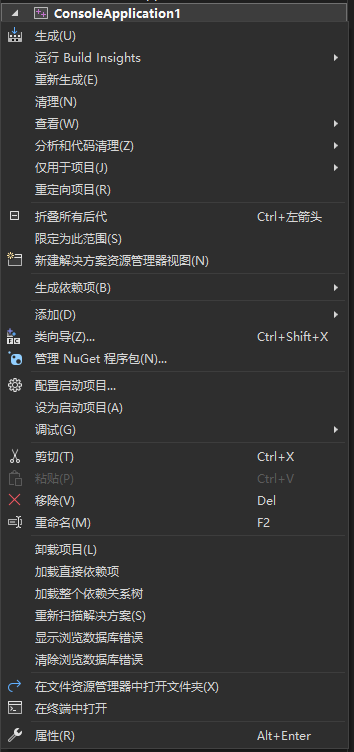 ConsoleApplication1
生成(U)
运行 Build Insights
重新生成(E)
清理(N)
查看(W)
分析和代码清理(Z)
仅用于项目(J)
重定向项目(R)
折叠所有后代 Ctrl+左箭头
限定为此范围(S)
新建解决方案资源管理器视图(N)
生成依赖项(B)
添加(D)
类向导(Z)... Ctrl+Shift+X
管理 NuGet 程序包(N)...
配置启动项目...
设为启动项目(A)
调试(G)
剪切(T) Ctrl+X
粘贴(P) Ctrl+V
移除(V) Del
重命名(M) F2
卸载项目(L)
加载直接依赖项
加载整个依赖关系树
重新扫描解决方案(S)
显示浏览数据库错误
清除浏览数据库错误
在文件资源管理器中打开文件夹(X)
在终端中打开
属性(R) Alt+Enter